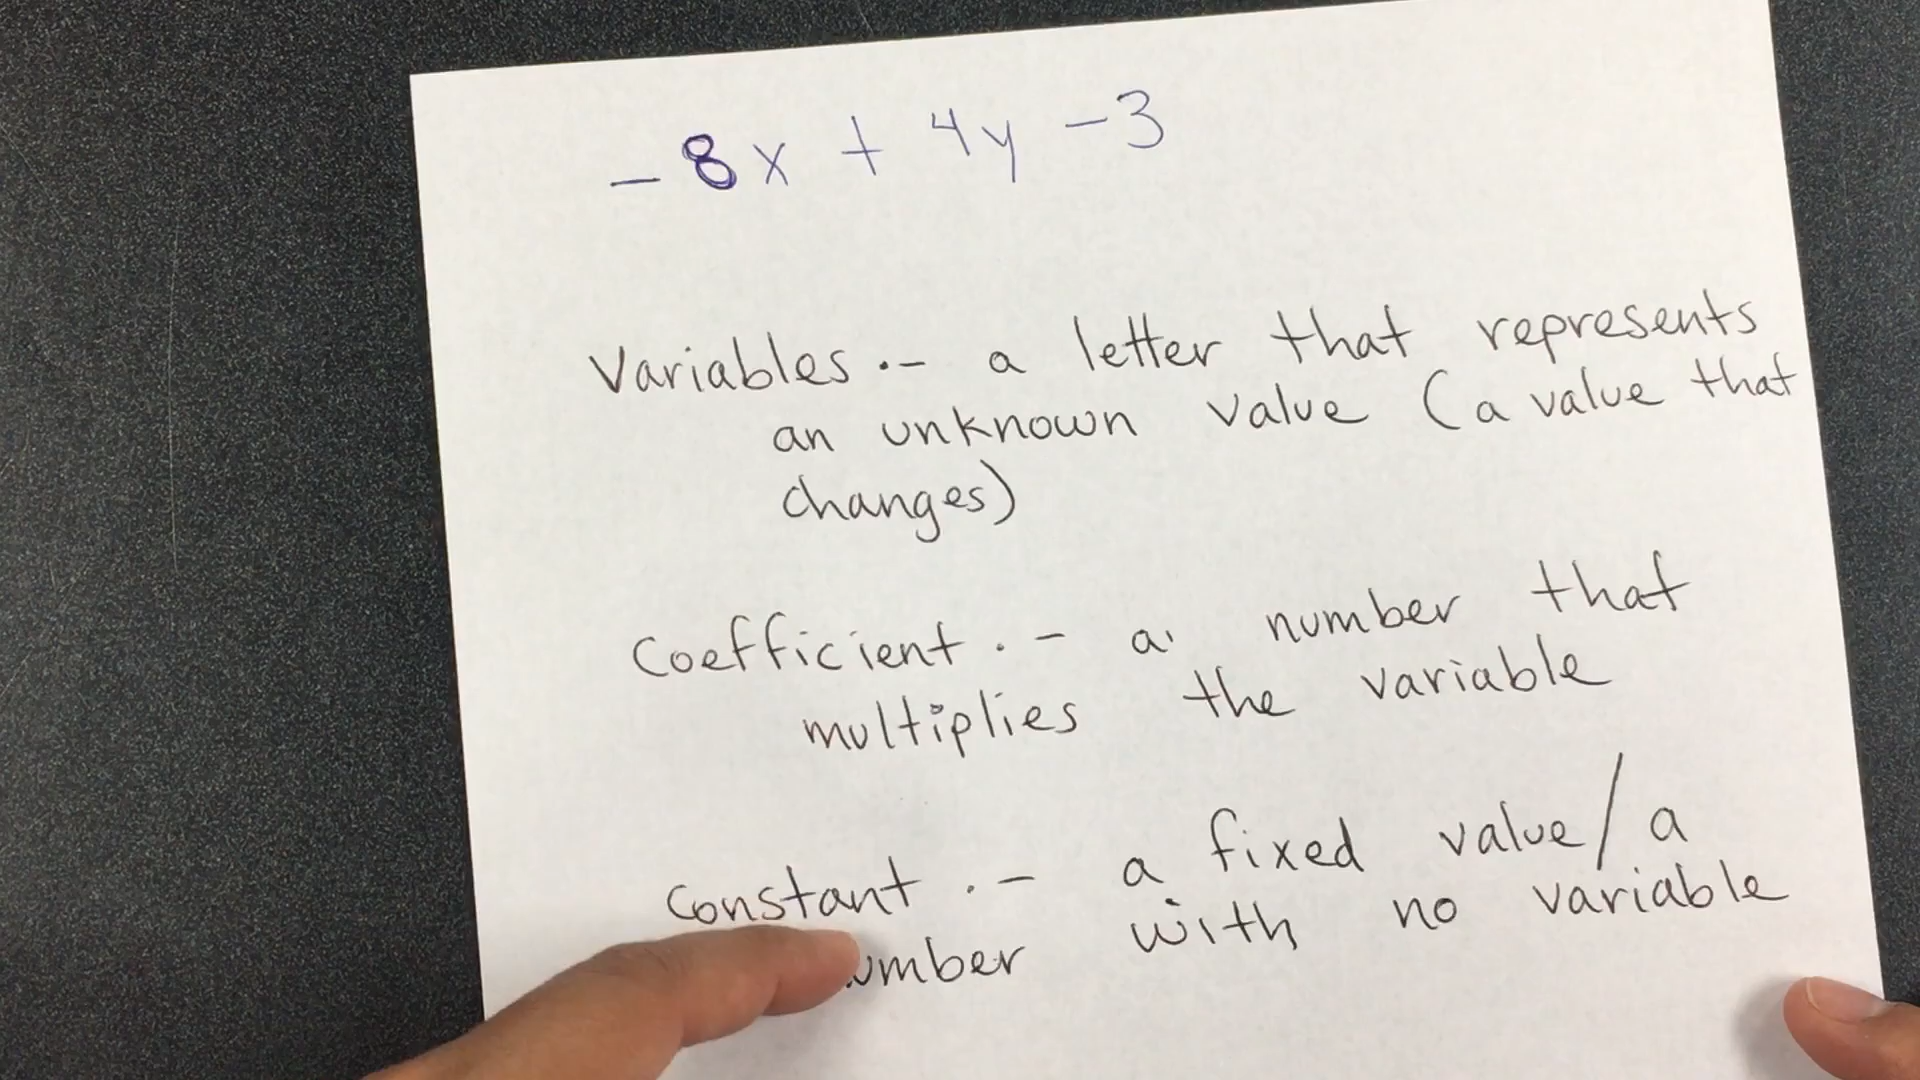 -8x + 4y -3
Variables .- a letter that represents
an unknown value (a value that
changes)
Coefficient .- a number that
multiplies the variable
Constant .- a fixed value/a
with no variable